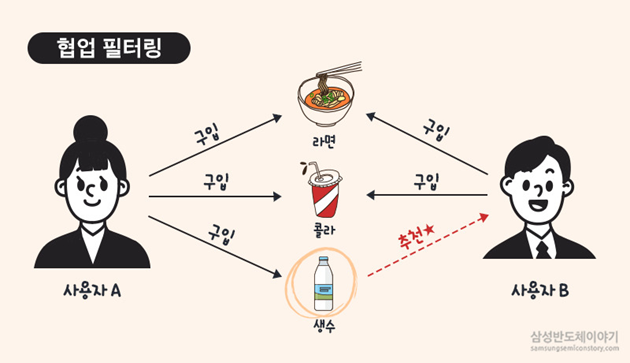 협업 필터링
구입
라면
구입
구입
콜라
구입
구입
추천★
생수
사용자 A
사용자 B
삼성반도체이야기
samsungsemiconstory.com